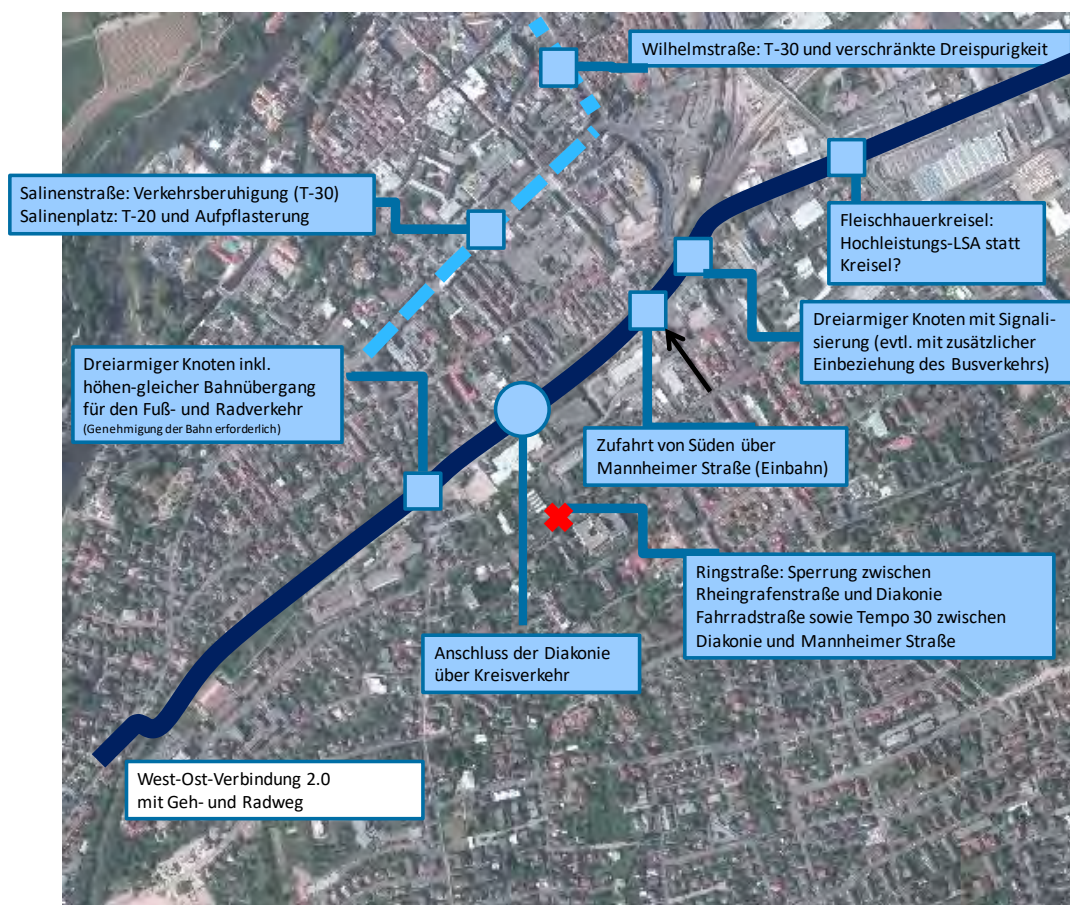 Wilhelmstraße: T-30 und verschränkte Dreispurigkeit
Salinenstraße: Verkehrsberuhigung (T-30)
Salinenplatz: T-20 und Aufpflasterung
Fleischhauerkreisel:
Hochleistungs-LSA statt
Kreisel?
Dreiarmiger Knoten mit Signali-
sierung (evtl. mit zusätzlicher
Einbeziehung des Busverkehrs)
Dreiarmiger Knoten inkl.
höhen-gleicher Bahnübergang
für den Fuß- und Radverkehr
(Genehmigung der Bahn erforderlich)
Zufahrt von Süden über
Mannheimer Straße (Einbahn)
Ringstraße: Sperrung zwischen
Rheingrafenstraße und Diakonie
Fahrradstraße sowie Tempo 30 zwischen
Diakonie und Mannheimer Straße
Anschluss der Diakonie
über Kreisverkehr
West-Ost-Verbindung 2.0
mit Geh- und Radweg